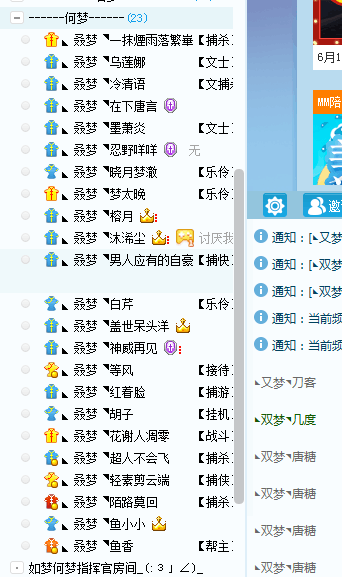 ------何梦------ (23)
◣ 叒梦 ◥一抹煙雨落繁崋【捕杀】
◣ 叒梦 ◥乌莲娜【文士】
◣ 叒梦 ◥冷清语【文捕杀
◣ 叒梦 ◥在下唐言
◣ 叒梦 ◥墨萧炎【文士】
◣ 叒梦 ◥忍野咩咩 无
◣ 叒梦 ◥晓月梦澈【乐伶】
◣ 叒梦 ◥梦太晚【乐伶】
◣ 叒梦 ◥榕月
◣ 叒梦 ◥沐浠尘 讨厌我
◣ 叒梦 ◥男人应有的自豪【捕快】
◣ 叒梦 ◥白芹【乐伶】
◣ 叒梦 ◥盖世呆头洋
◣ 叒梦 ◥神威再见
◣ 叒梦 ◥等风【接待】
◣ 叒梦 ◥红着脸【捕游】
◣ 叒梦 ◥胡子【挂机】
◣ 叒梦 ◥花谢人凋零【战斗】
◣ 叒梦 ◥超人不会飞【捕杀】
◣ 叒梦 ◥轻素剪云端【捕侠】
◣ 叒梦 ◥陌路莫回【捕杀】
◣ 叒梦 ◥鱼小小
◣ 叒梦 ◥鱼香【帮主】
如梦何梦指挥官房间_(:3」∠)_
6月1
MM陪
邀
通知：[◣又梦
通知：[◣双梦
通知：[◣双梦
通知：当前频
通知：当前频
◣又梦◥刀客
◣双梦◥几度
◣双梦◥唐糖
◣双梦◥唐糖
◣双梦◥唐糖
◣双梦◥唐糖